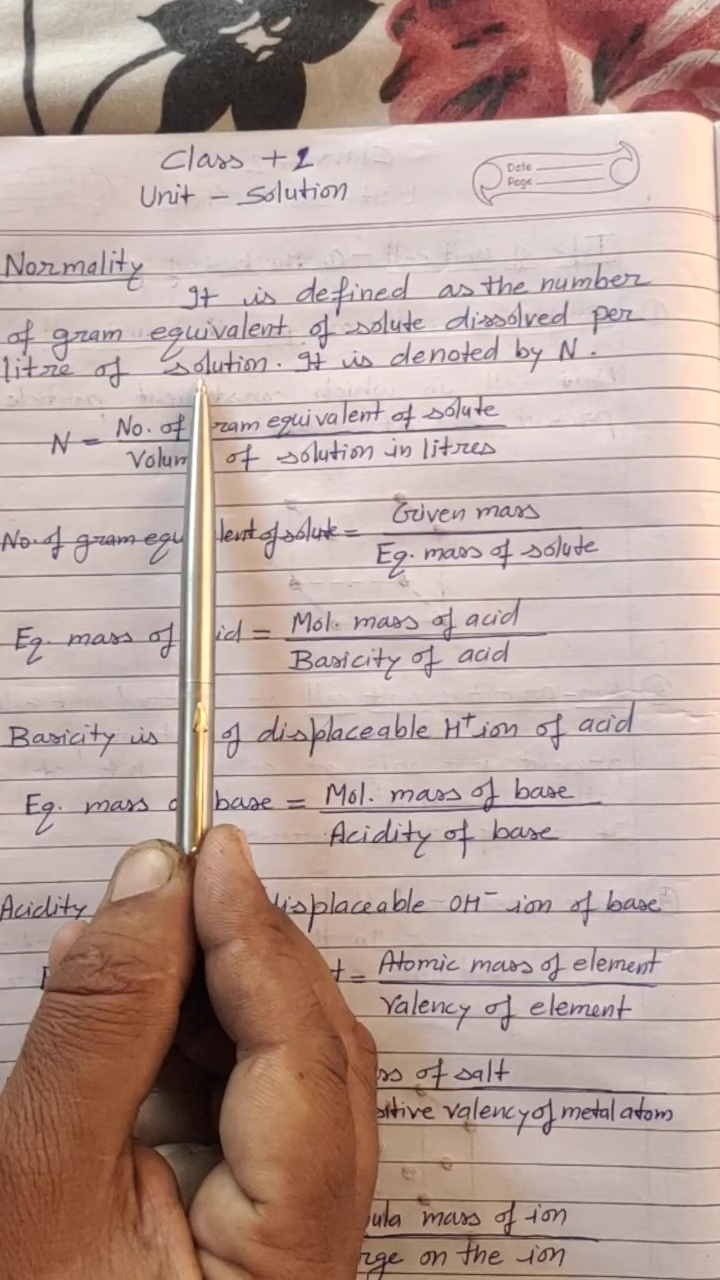 Class +2
Unit - Solution
Date
Page
Normality
It is defined as the number
of gram equivalent of solute dissolved per
litre of solution. It is denoted by N.
N = No. of ram equivalent of solute
Volum of solution in litres
No. of gram equ lent of solute = Given mass
Eq. mass of solute
Eq. mass of id = Mol. mass of acid
Basicity of acid
Basicity is of displaceable H+ ion of acid
Eq. mass base = Mol. mass of base
Acidity of base
Acidity displaceable OH- ion of base
t = Atomic mass of element
Valency of element
ss of salt
sitive valency of metal atom
ula mass of ion
rge on the ion